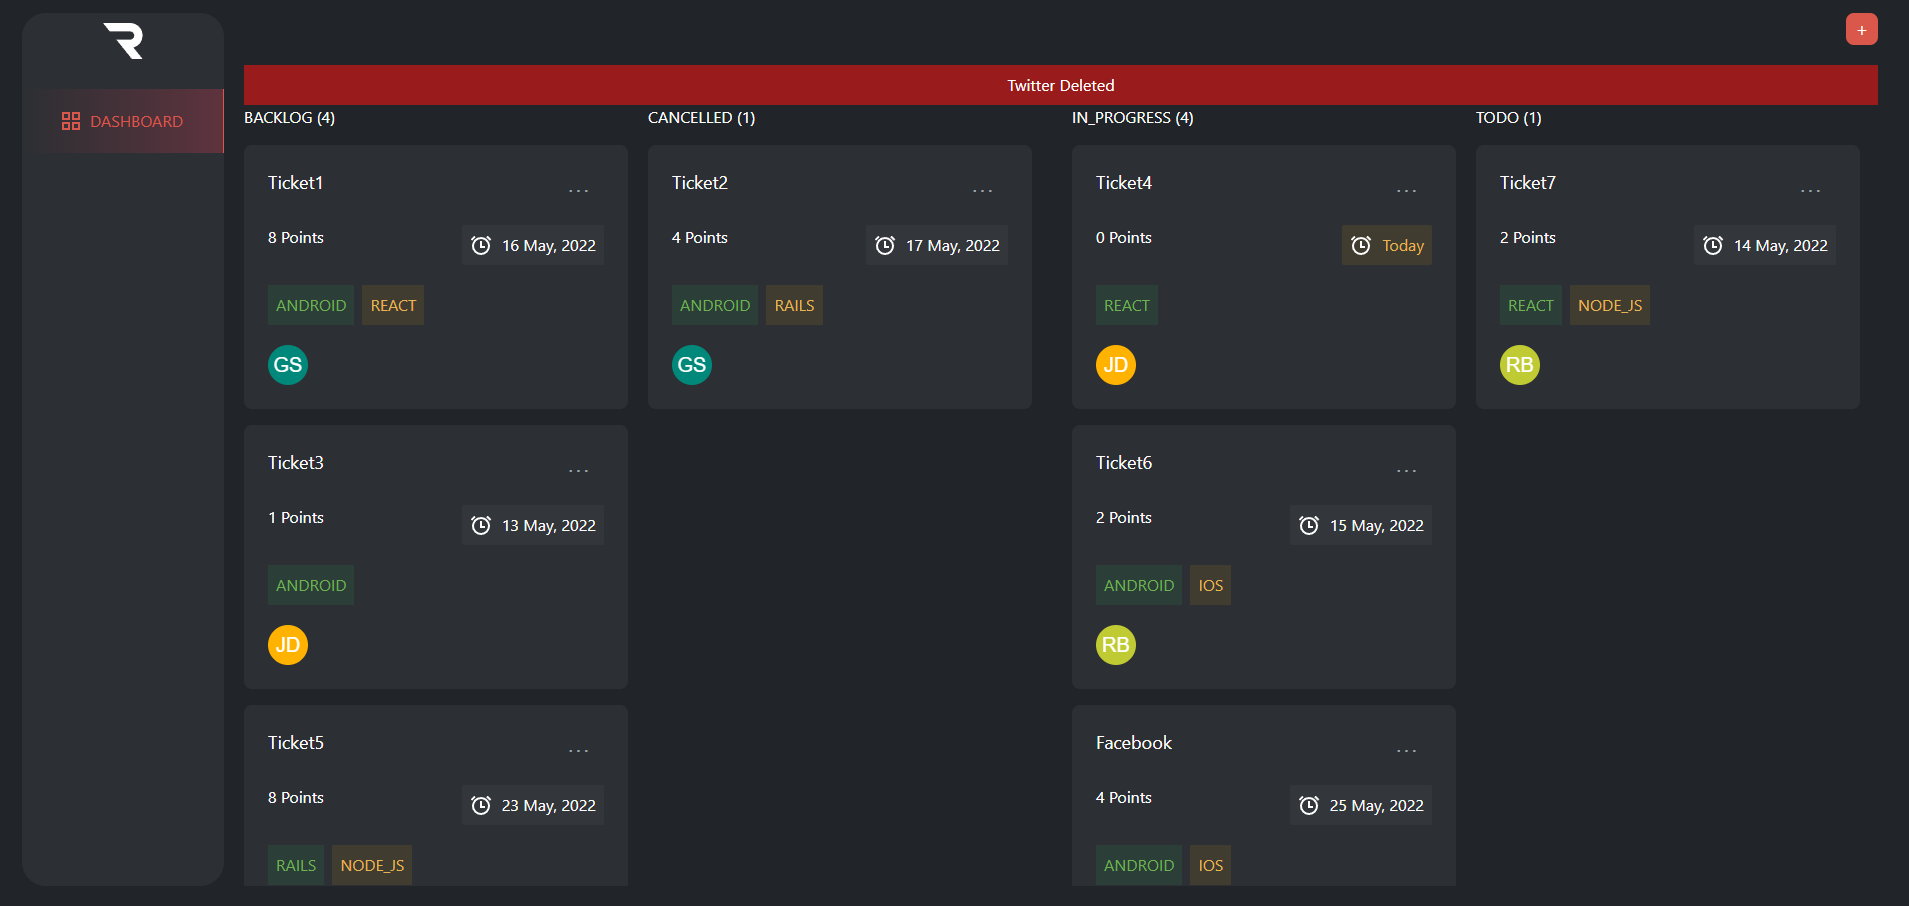 +
Twitter Deleted
DASHBOARD
BACKLOG (4)
Ticket1
...
8 Points
16 May, 2022
ANDROID REACT
GS
Ticket3
...
1 Points
13 May, 2022
ANDROID
JD
Ticket5
...
8 Points
23 May, 2022
RAILS NODE_JS
CANCELLED (1)
Ticket2
...
4 Points
17 May, 2022
ANDROID RAILS
GS
IN_PROGRESS (4)
Ticket4
...
0 Points
Today
REACT
JD
Ticket6
...
2 Points
15 May, 2022
ANDROID IOS
RB
Facebook
...
4 Points
25 May, 2022
ANDROID IOS
TODO (1)
Ticket7
...
2 Points
14 May, 2022
REACT NODE_JS
RB